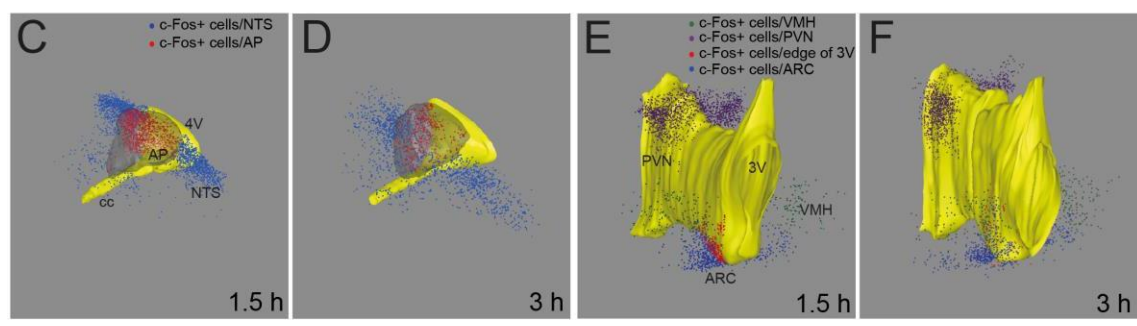 C
c-Fos+ cells/NTS
c-Fos+ cells/AP
4V
AP
NTS
cc
1.5 h
D
3 h
E
c-Fos+ cells/VMH
c-Fos+ cells/PVN
c-Fos+ cells/edge of 3V
c-Fos+ cells/ARC
PVN
3V
VMH
ARC
1.5 h
F
3 h